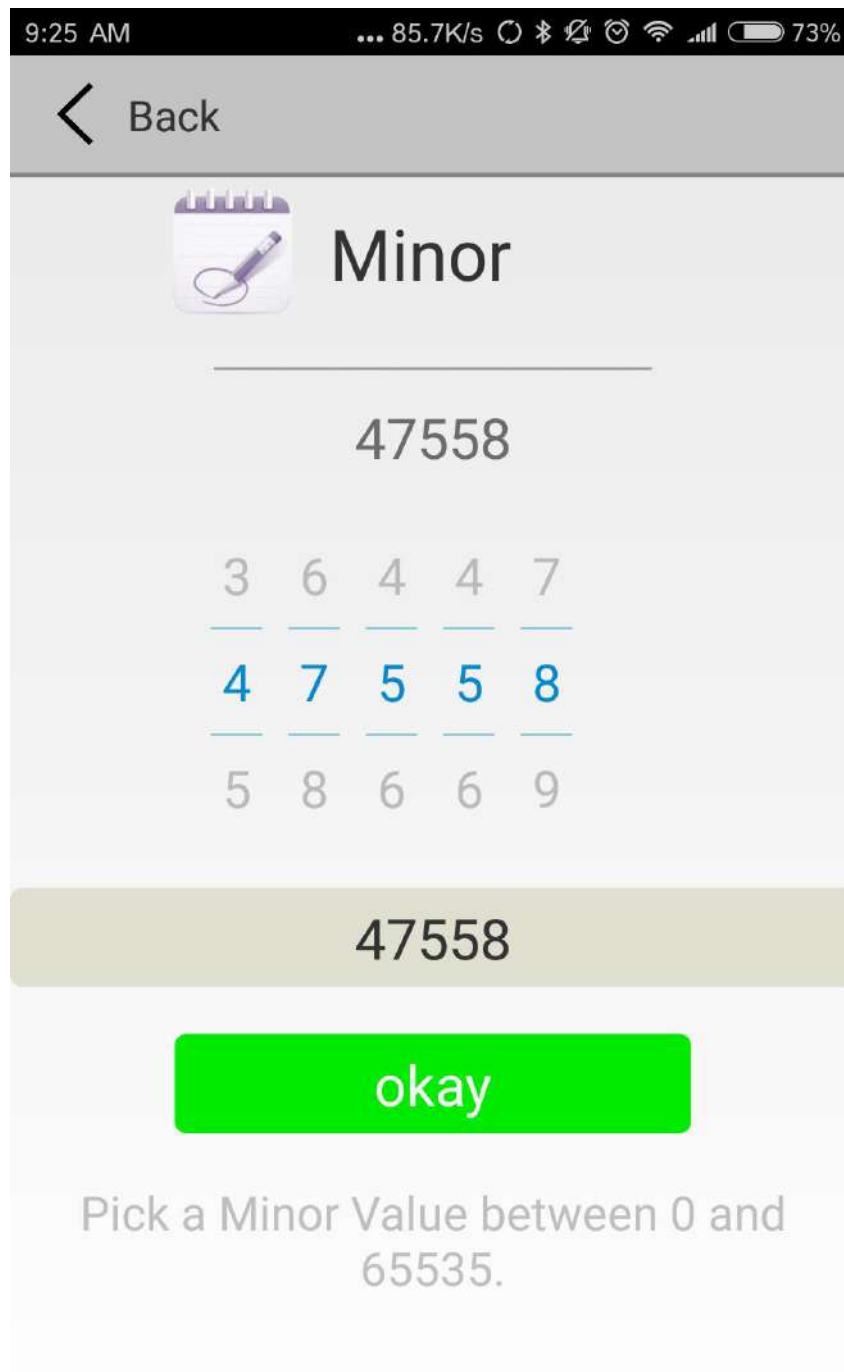 9:25 AM ... 85.7K/s 73%
Back
Minor
47558
3 6 4 4 7
4 7 5 5 8
5 8 6 6 9
47558
okay
Pick a Minor Value between 0 and
65535.